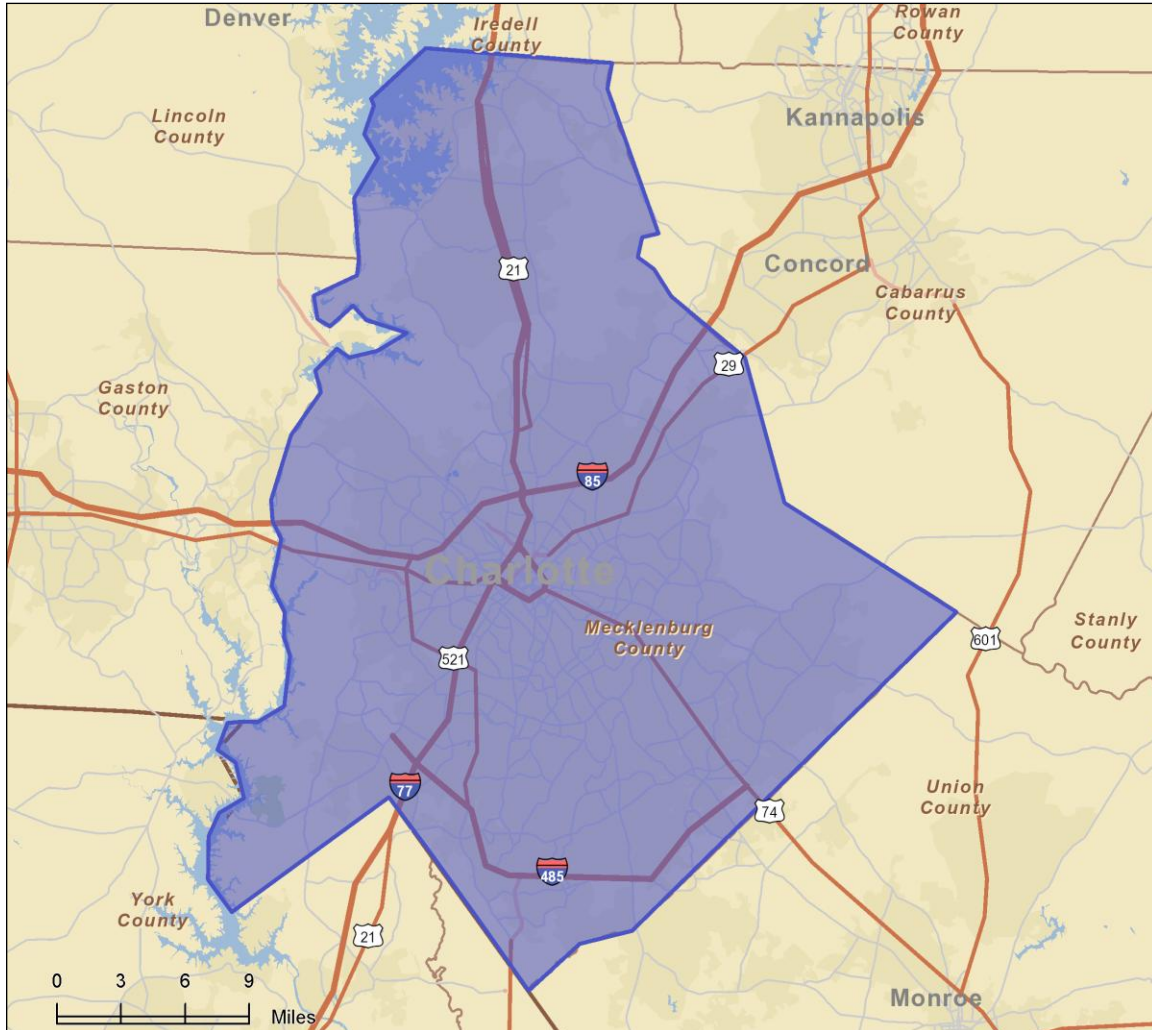 Denver
Iredell
County
Rowan
County
Kannapolis
Lincoln
County
21
Concord
Cabarrus
County
29
Gaston
County
85
Charlotte
Mecklenburg
County
Stanly
County
601
521
77
Union
County
74
485
York
County
21
0 3 6 9
Miles
Monroe